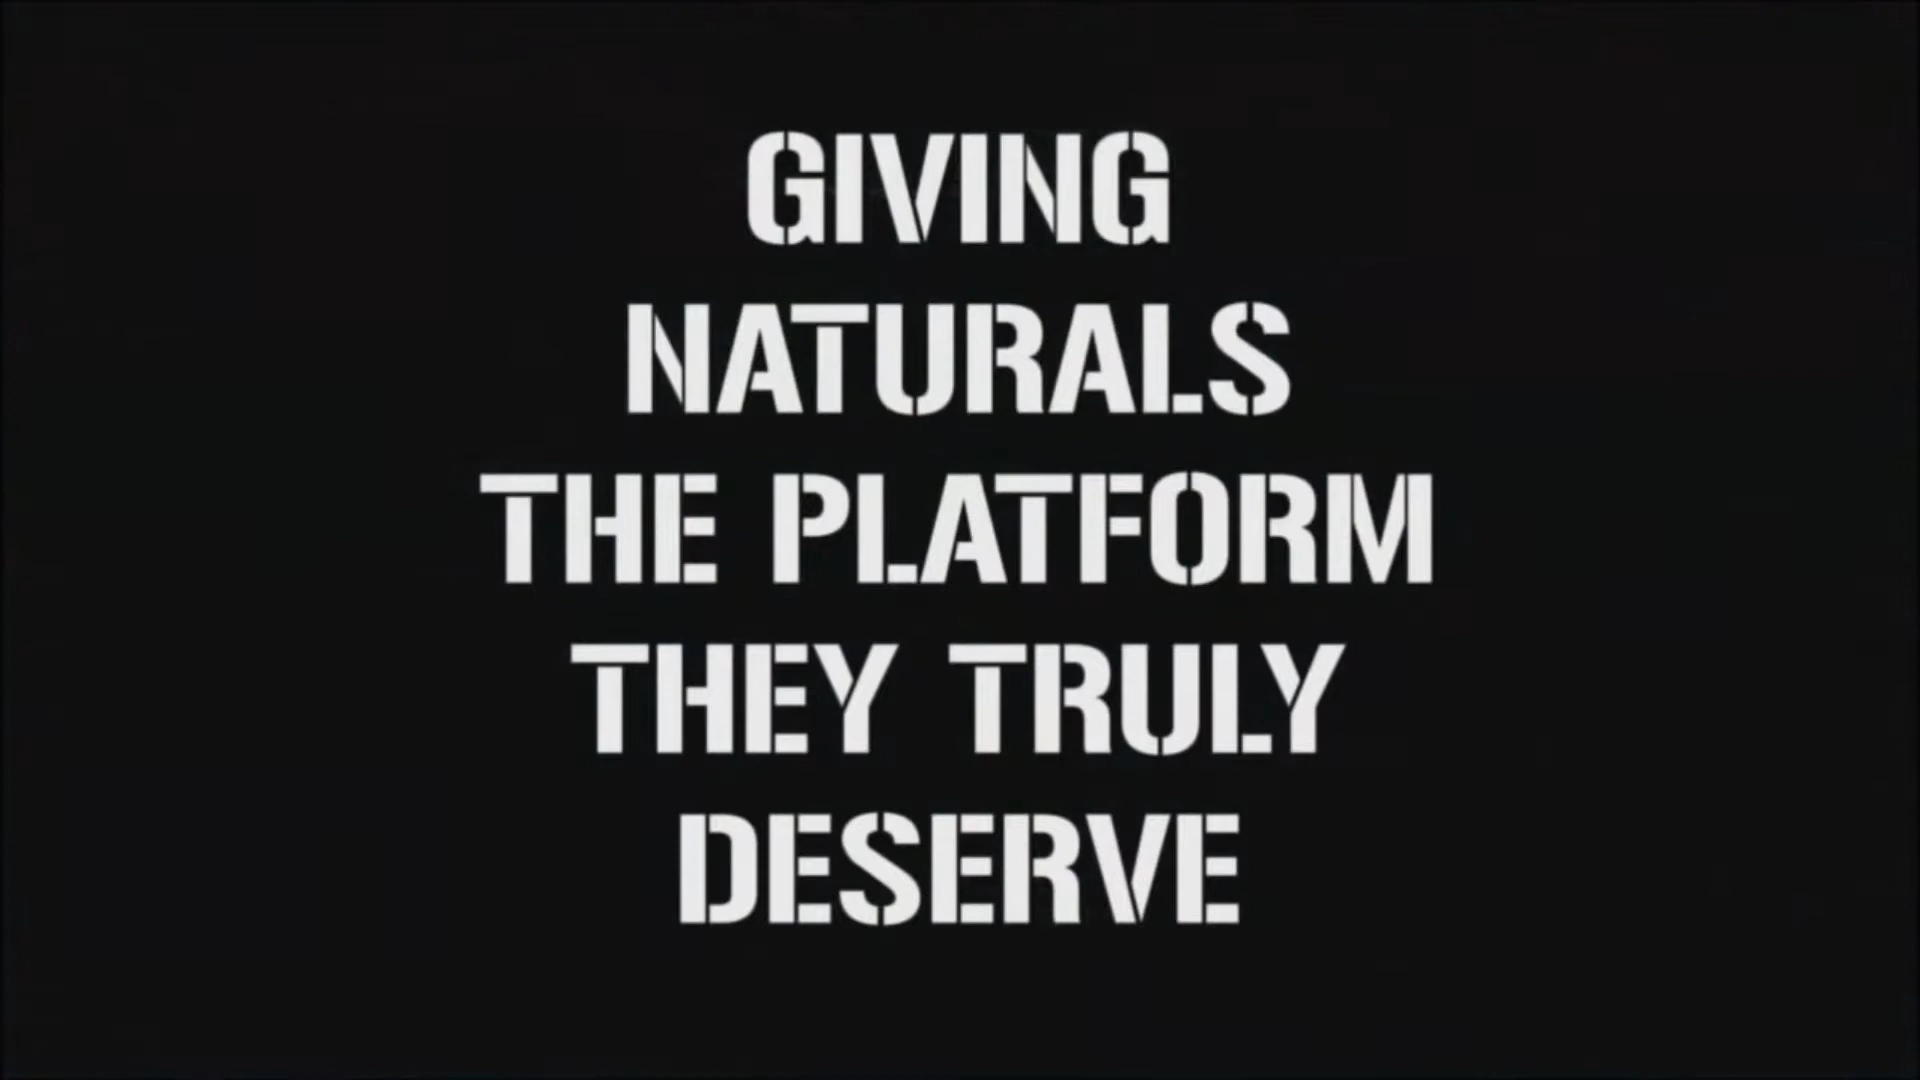 GIVING
NATURALS
THE PLATFORM
THEY TRULY
DESERVE